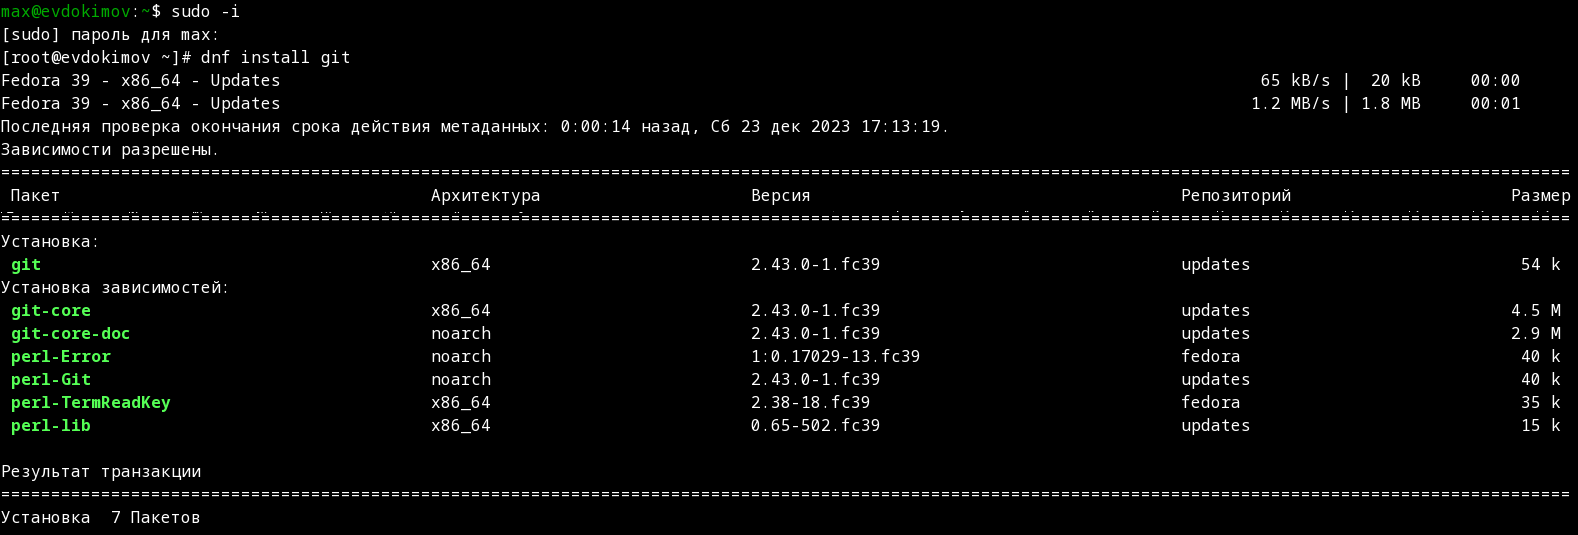 max@evdokimov:~$ sudo -i
[sudo] пароль для max:
[root@evdokimov ~]# dnf install git
Fedora 39 - x86_64 - Updates 65 kB/s | 20 kB 00:00
Fedora 39 - x86_64 - Updates 1.2 MB/s | 1.8 MB 00:01
Последняя проверка окончания срока действия метаданных: 0:00:14 назад, Сб 23 дек 2023 17:13:19.
Зависимости разрешены.
================================================================================
Пакет Архитектура Версия Репозиторий Размер
================================================================================
Установка:
git x86_64 2.43.0-1.fc39 updates 54 k
Установка зависимостей:
git-core x86_64 2.43.0-1.fc39 updates 4.5 M
git-core-doc noarch 2.43.0-1.fc39 updates 2.9 M
perl-Error noarch 1:0.17029-13.fc39 fedora 40 k
perl-Git noarch 2.43.0-1.fc39 updates 40 k
perl-TermReadKey x86_64 2.38-18.fc39 fedora 35 k
perl-lib x86_64 0.65-502.fc39 updates 15 k
Результат транзакции
================================================================================
Установка 7 Пакетов